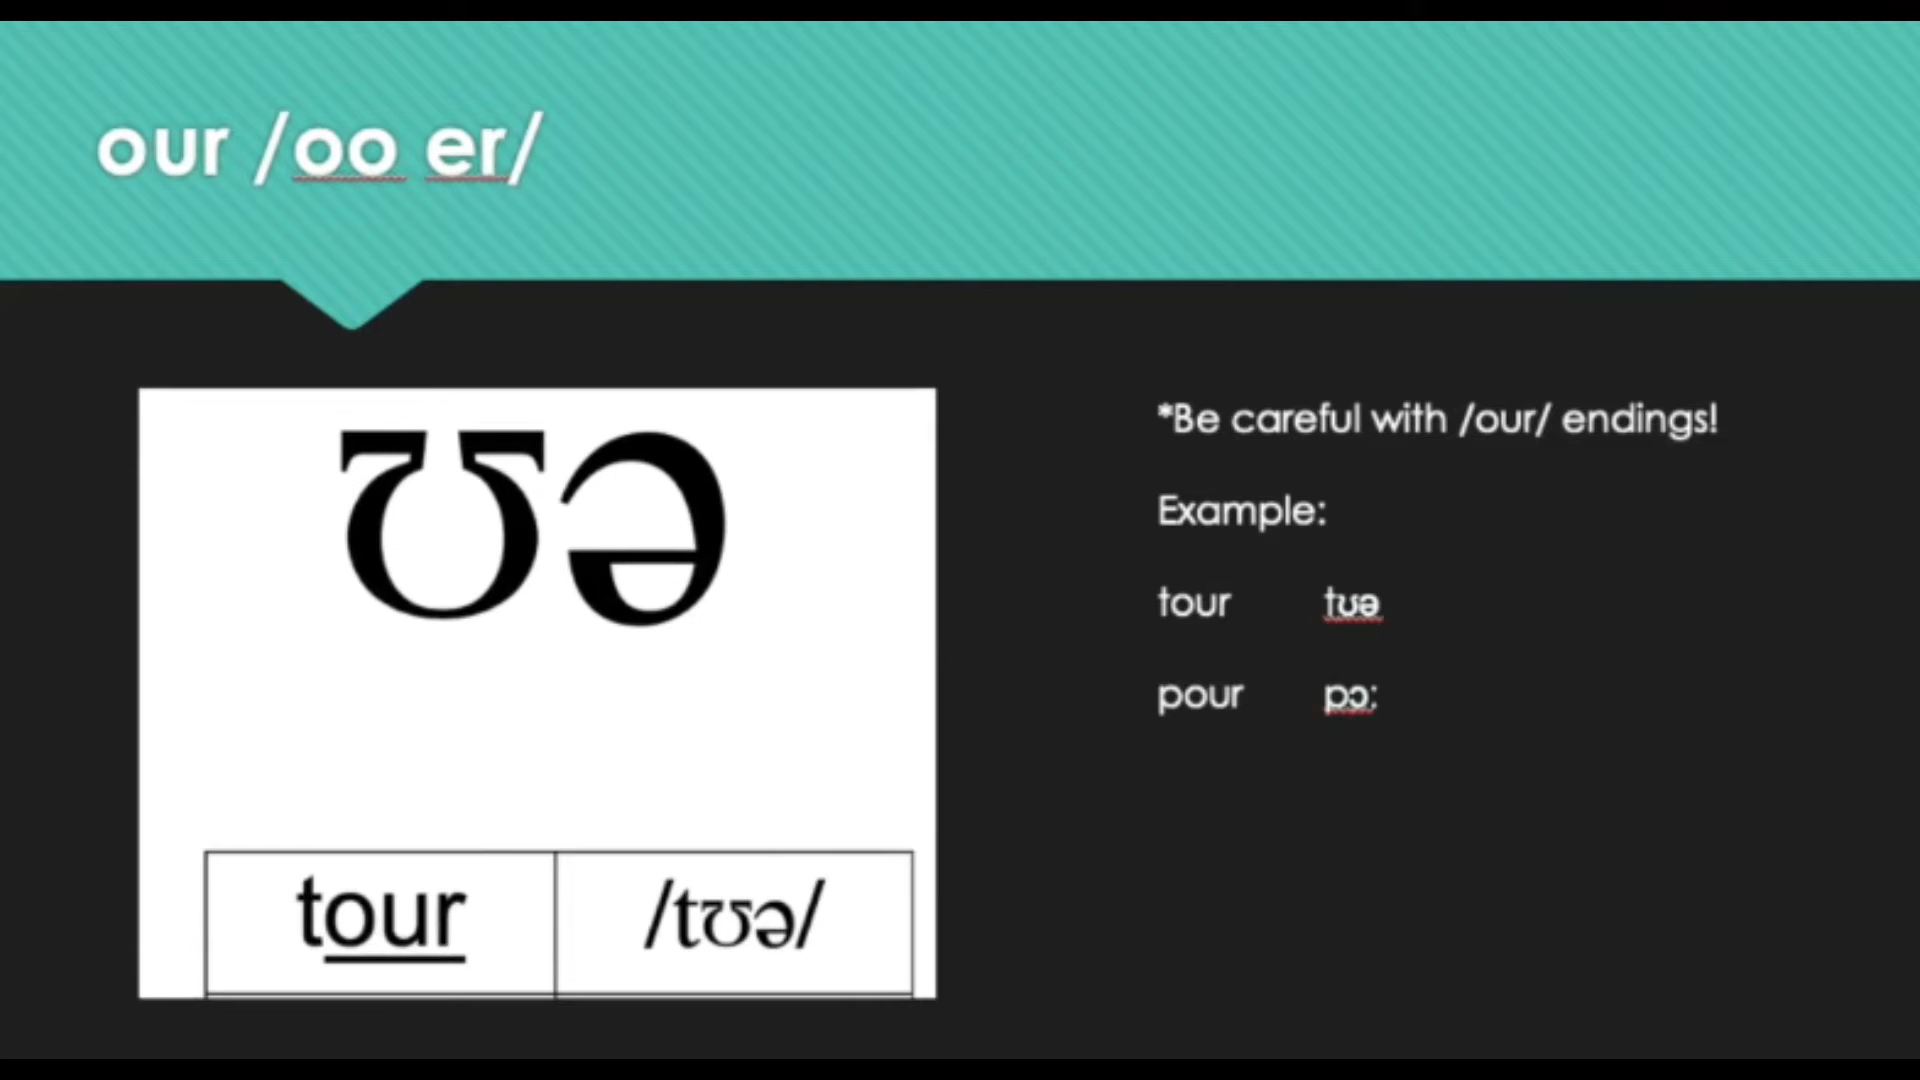 our /oo er/
ʊə
tour /tʊə/
*Be careful with /our/ endings!
Example:
tour tʊə
pour pɔ: